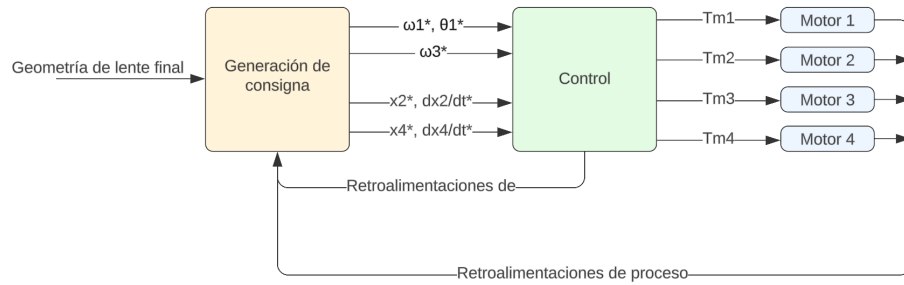 Geometría de lente final
Generación de
consigna
ω1*, θ1*
ω3*
x2*, dx2/dt*
x4*, dx4/dt*
Control
Tm1
Tm2
Tm3
Tm4
Motor 1
Motor 2
Motor 3
Motor 4
Retroalimentaciones de
Retroalimentaciones de proceso